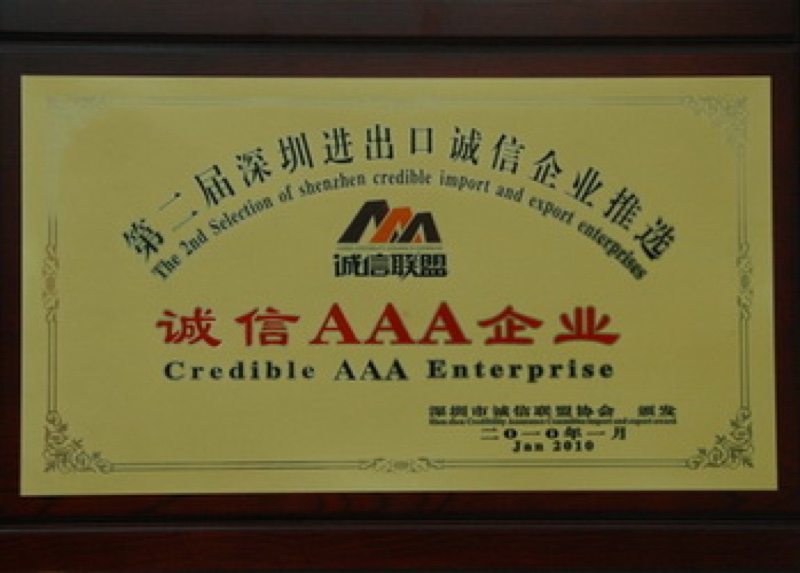 第二届深圳进出口诚信企业推选
The 2nd Selection of shenzhen credible import and export enterprises
诚信联盟
诚信AAA企业
Credible AAA Enterprise
深圳市诚信联盟协会 颁发
二0一0年一月
Jan 2010